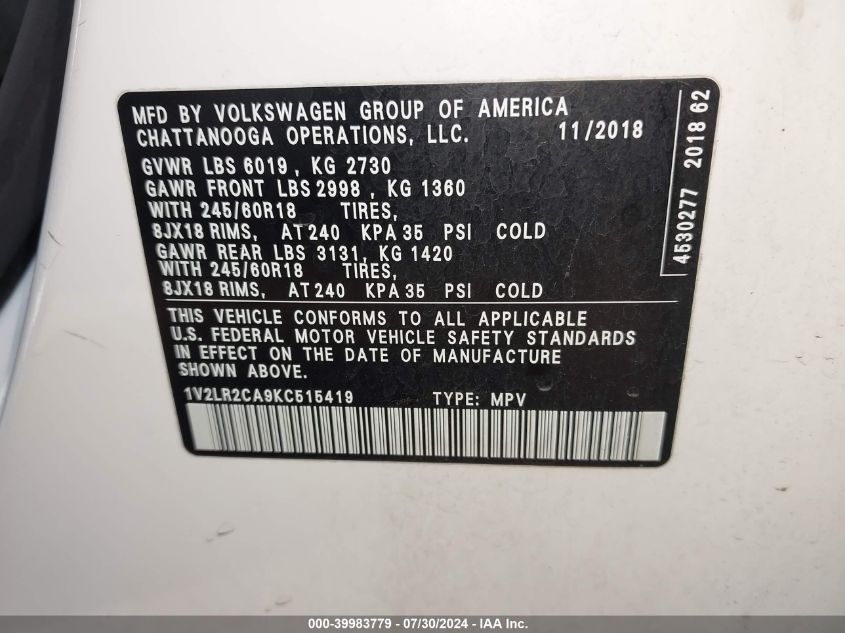 MFD BY VOLKSWAGEN GROUP OF AMERICA
CHATTANOOGA OPERATIONS, LLC. 11/2018
GVWR LBS 6019 , KG 2730
GAWR FRONT LBS 2998 , KG 1360
WITH 245/60R18 TIRES,
8JX18 RIMS, AT 240 KPA 35 PSI COLD
GAWR REAR LBS 3131, KG 1420
WITH 245/60R18 TIRES,
8JX18 RIMS, AT 240 KPA 35 PSI COLD
THIS VEHICLE CONFORMS TO ALL APPLICABLE
U.S. FEDERAL MOTOR VEHICLE SAFETY STANDARDS
IN EFFECT ON THE DATE OF MANUFACTURE
SHOWN ABOVE.
1V2LR2CA9KC515419 TYPE: MPV
4530277 2018 62
000-39983779 / 07/30/2024 - IAA Inc.